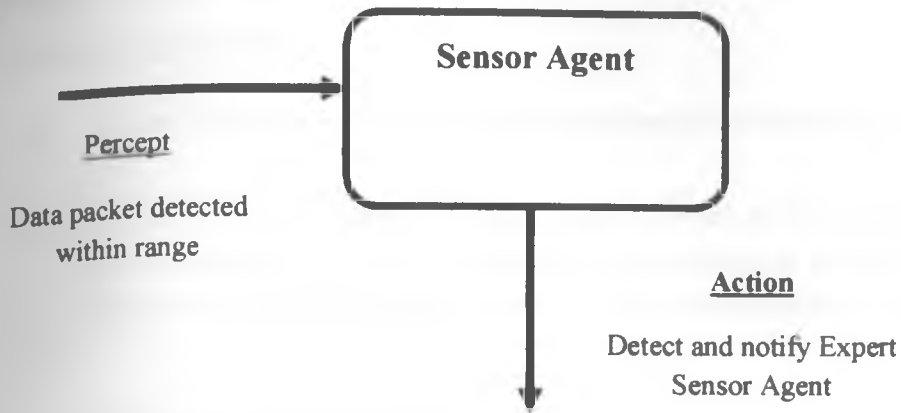 Sensor Agent
Percept
Data packet detected
within range
Action
Detect and notify Expert
Sensor Agent